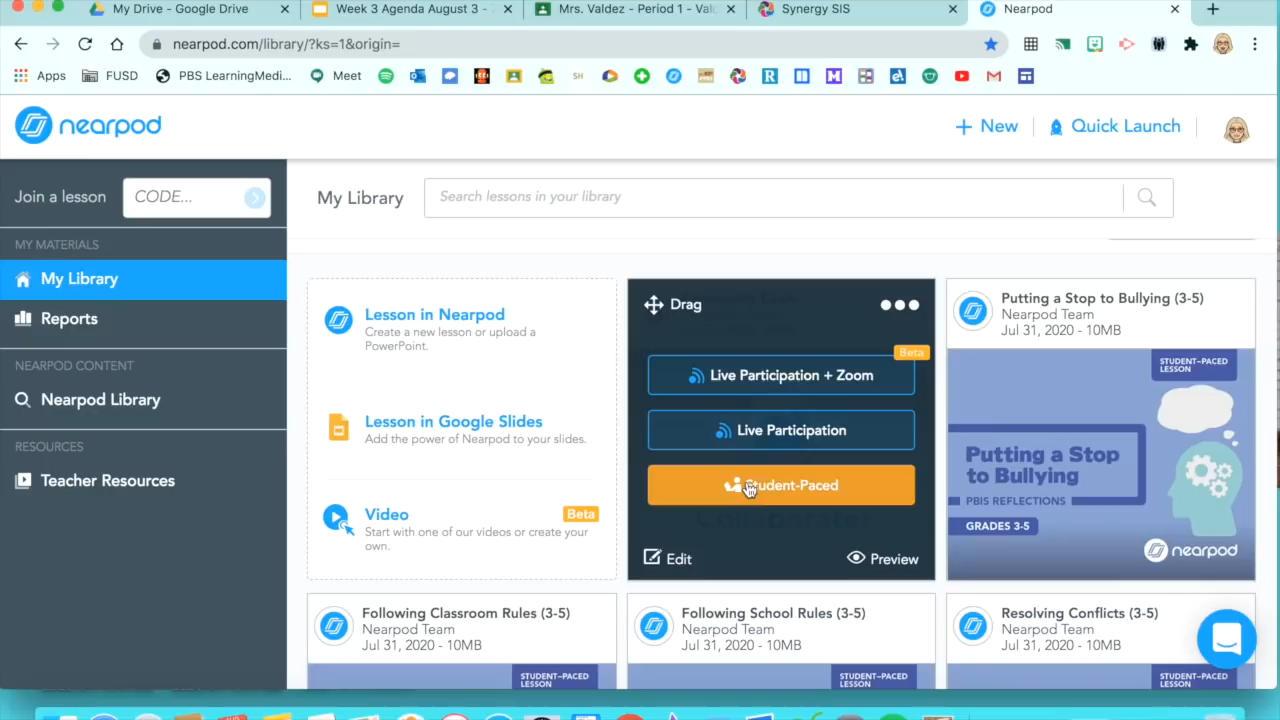 My Drive - Google Drive
Week 3 Agenda August 3 -
Mrs. Valdez - Period 1 - Val
Synergy SIS
Nearpod
nearpod.com/library/?ks=1&origin=
Apps
FUSD
PBS LearningMedi...
Meet
SH
nearpod
+ New
Quick Launch
Join a lesson
CODE...
My Library
Search lessons in your library
MY MATERIALS
My Library
Reports
NEARPOD CONTENT
Nearpod Library
RESOURCES
Teacher Resources
Lesson in Nearpod
Create a new lesson or upload a
PowerPoint.
Lesson in Google Slides
Add the power of Nearpod to your slides.
Video
Beta
Start with one of our videos or create your
own.
Drag
Beta
Live Participation + Zoom
Live Participation
Student-Paced
Collaborate!
Edit
Preview
Putting a Stop to Bullying (3-5)
Nearpod Team
Jul 31, 2020 - 10MB
STUDENT-PACED
LESSON
Putting a Stop
to Bullying
PBIS REFLECTIONS
GRADES 3-5
nearpod
Following Classroom Rules (3-5)
Nearpod Team
Jul 31, 2020 - 10MB
STUDENT-PACED
LESSON
Following School Rules (3-5)
Nearpod Team
Jul 31, 2020 - 10MB
STUDENT-PACED
LESSON
Resolving Conflicts (3-5)
Nearpod Team
Jul 31, 2020 - 10MB
STUDENT-PACED
LESSON